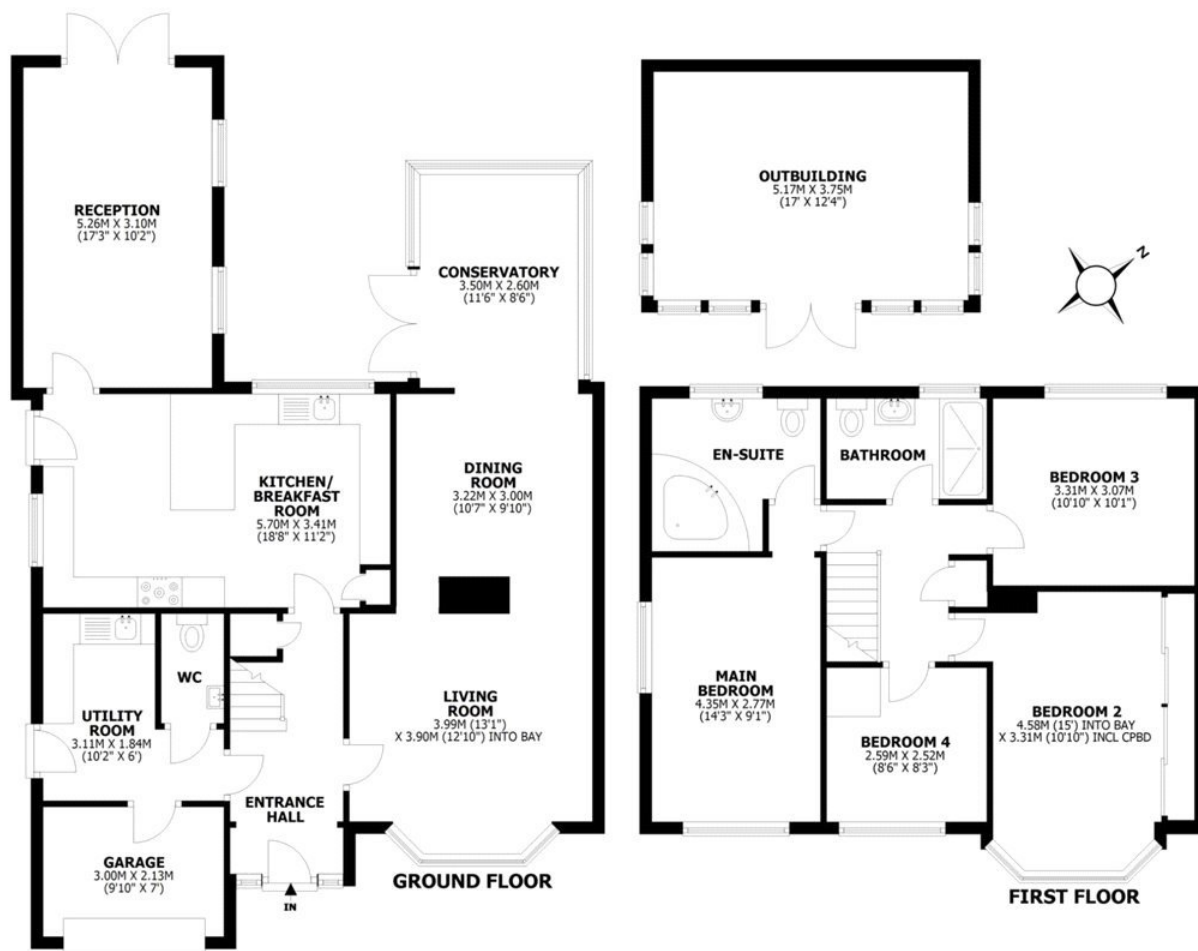 RECEPTION
5.26M X 3.10M
(17'3" X 10'2")
CONSERVATORY
3.50M X 2.60M
(11'6" X 8'6")
KITCHEN/
BREAKFAST
ROOM
5.70M X 3.41M
(18'8" X 11'2")
DINING
ROOM
3.22M X 3.00M
(10'7" X 9'10")
WC
UTILITY
ROOM
3.11M X 1.84M
(10'2" X 6')
LIVING
ROOM
3.99M (13'1")
X 3.90M (12'10") INTO BAY
ENTRANCE
HALL
GARAGE
3.00M X 2.13M
(9'10" X 7')
IN
GROUND FLOOR
OUTBUILDING
5.17M X 3.75M
(17' X 12'4")
N
EN-SUITE
BATHROOM
BEDROOM 3
3.31M X 3.07M
(10'10" X 10'1")
MAIN
BEDROOM
4.35M X 2.77M
(14'3" X 9'1")
BEDROOM 4
2.59M X 2.52M
(8'6" X 8'3")
BEDROOM 2
4.58M (15') INTO BAY
X 3.31M (10'10") INCL CPBD
FIRST FLOOR